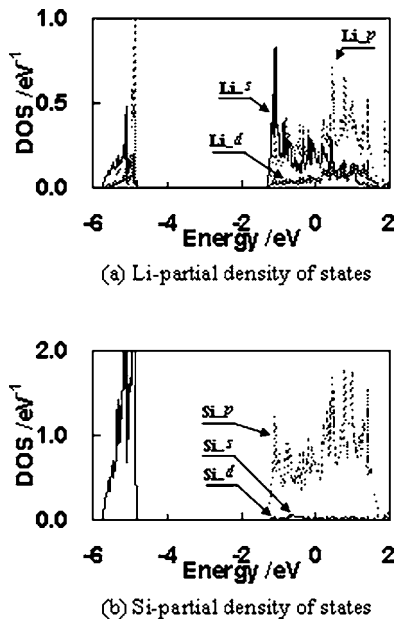 1.0
0.5
0.0
DOS /eV-1
Li_s
Li_p
Li_d
-6 -4 -2 0 2
Energy /eV
(a) Li-partial density of states
2.0
1.0
0.0
DOS /eV-1
Si_p
Si_s
Si_d
-6 -4 -2 0 2
Energy /eV
(b) Si-partial density of states